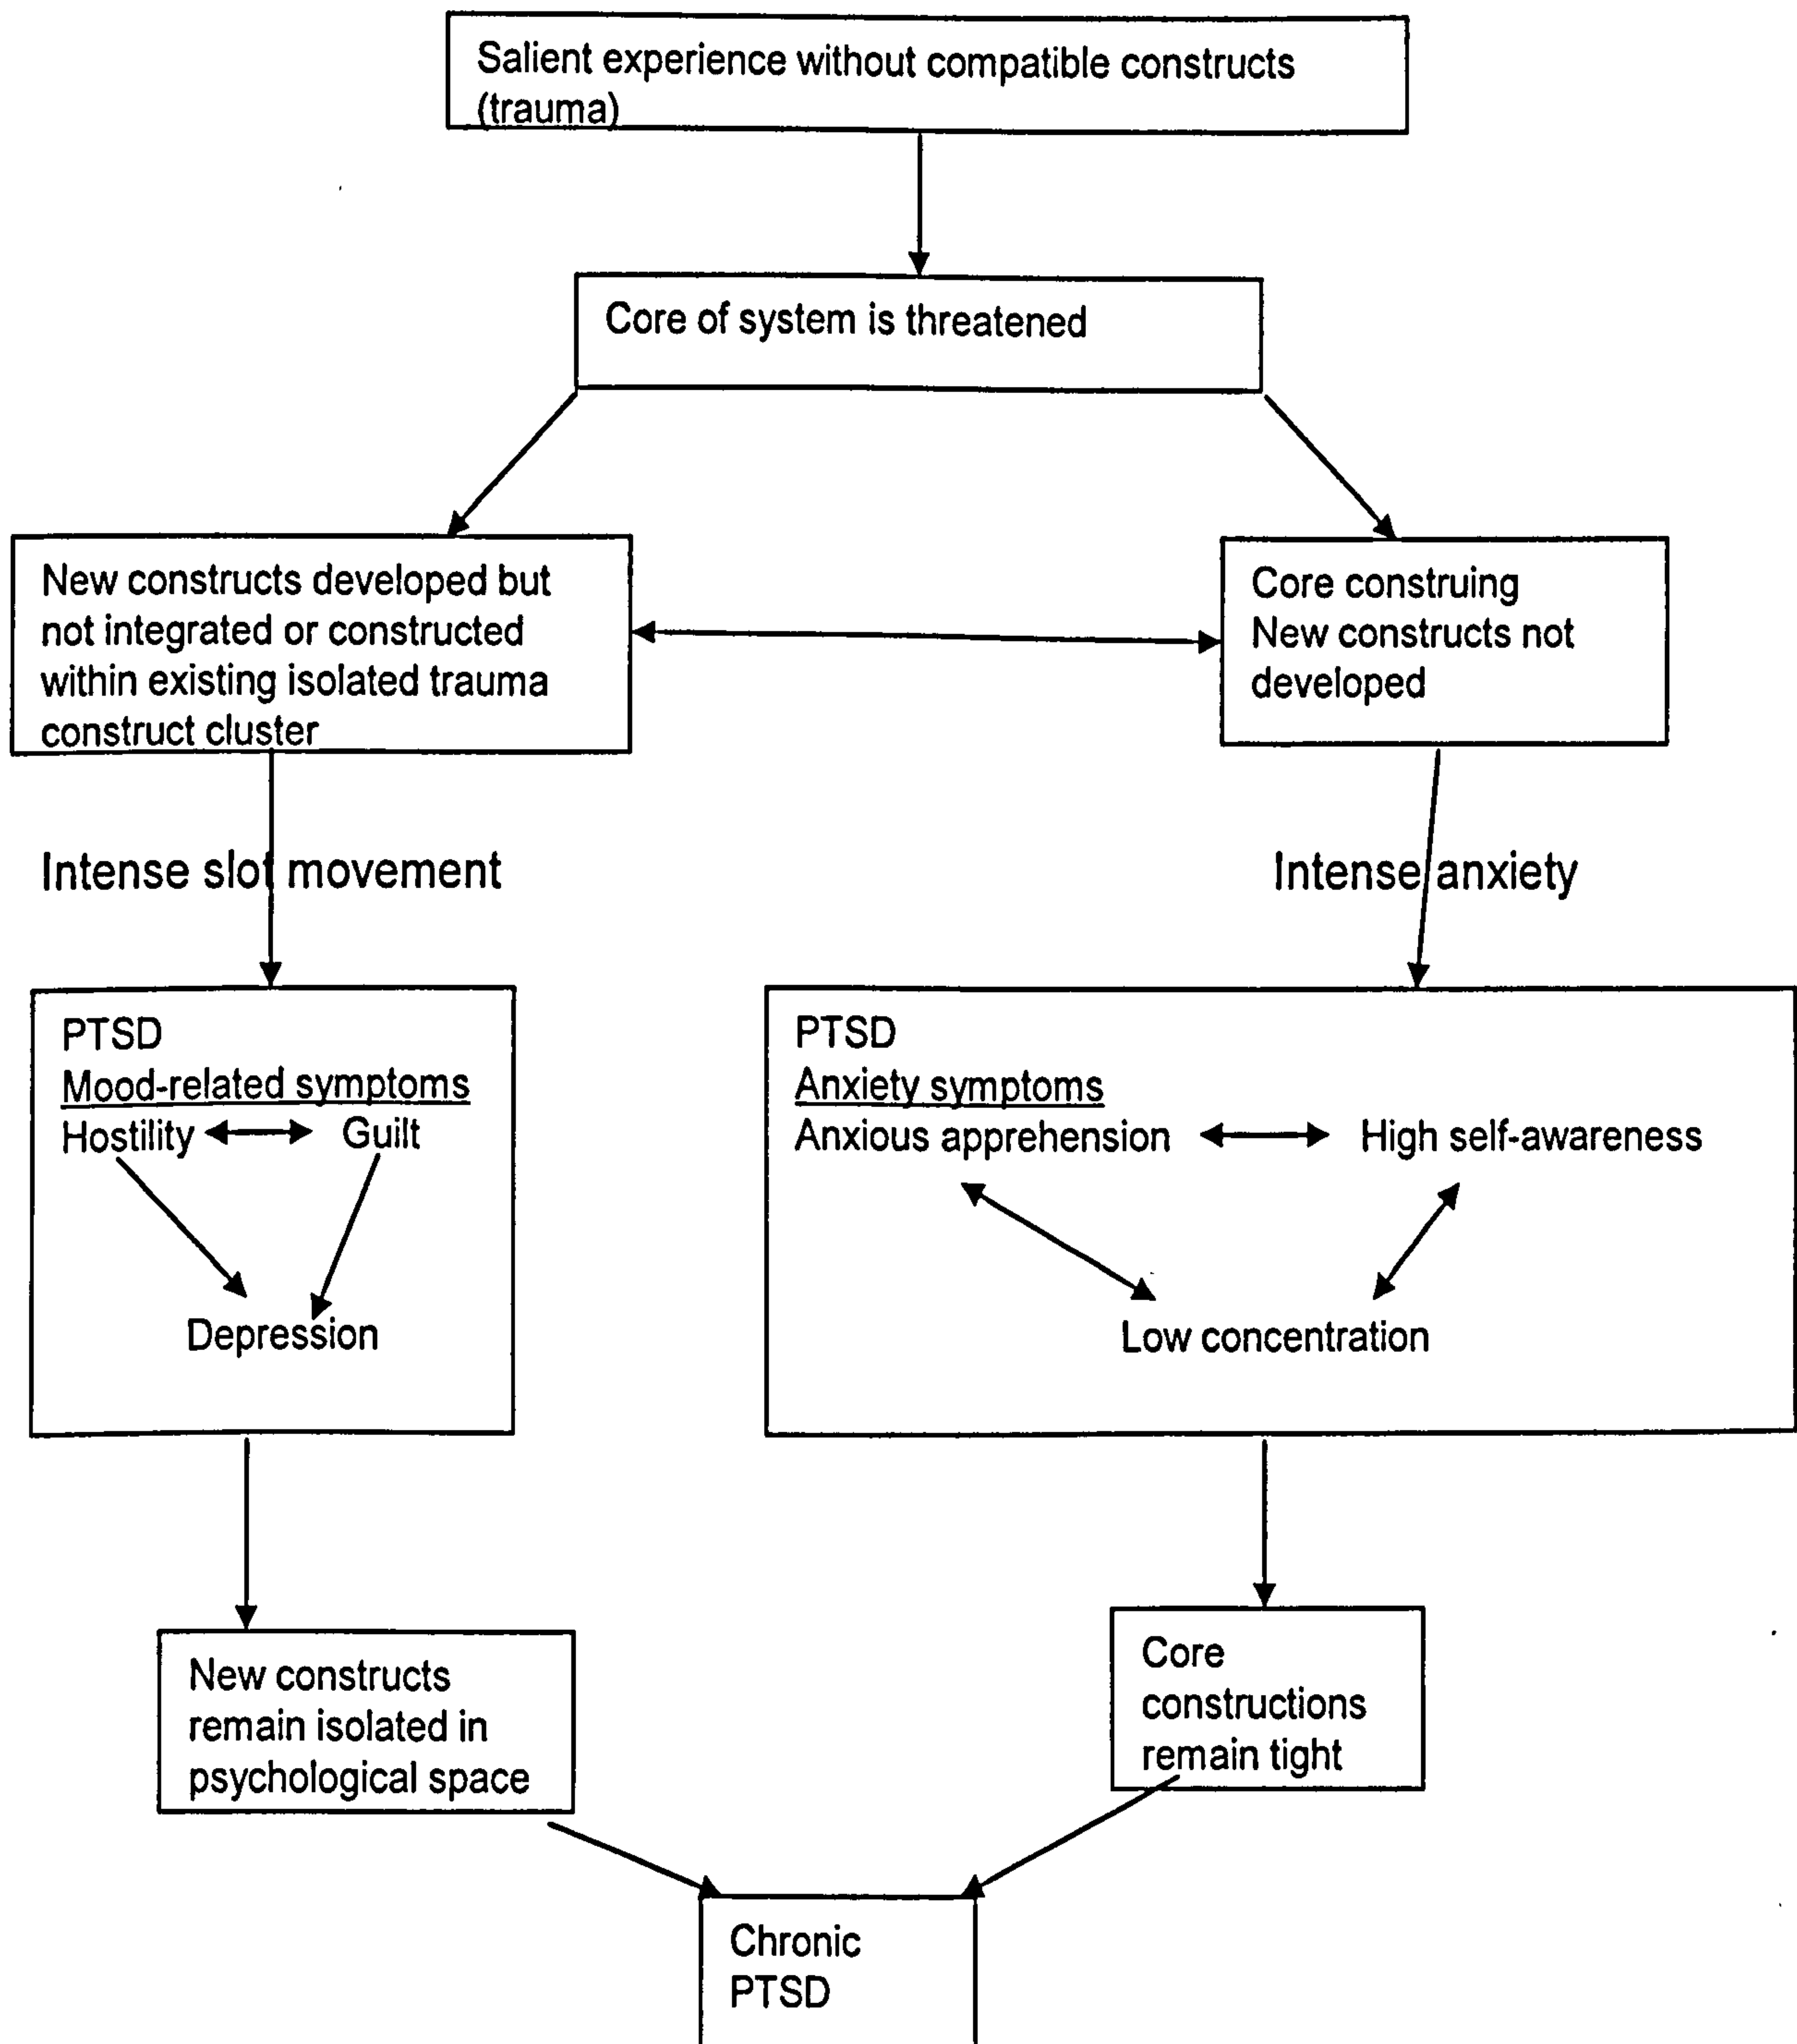 Salient experience without compatible constructs
(trauma)
Core of system is threatened
New constructs developed but
not integrated or constructed
within existing isolated trauma
construct cluster
Core construing
New constructs not
developed
Intense slot movement
Intense anxiety
PTSD
Mood-related symptoms
Hostility Guilt
Depression
PTSD
Anxiety symptoms
Anxious apprehension High self-awareness
Low concentration
New constructs
remain isolated in
psychological space
Core
constructions
remain tight
Chronic
PTSD